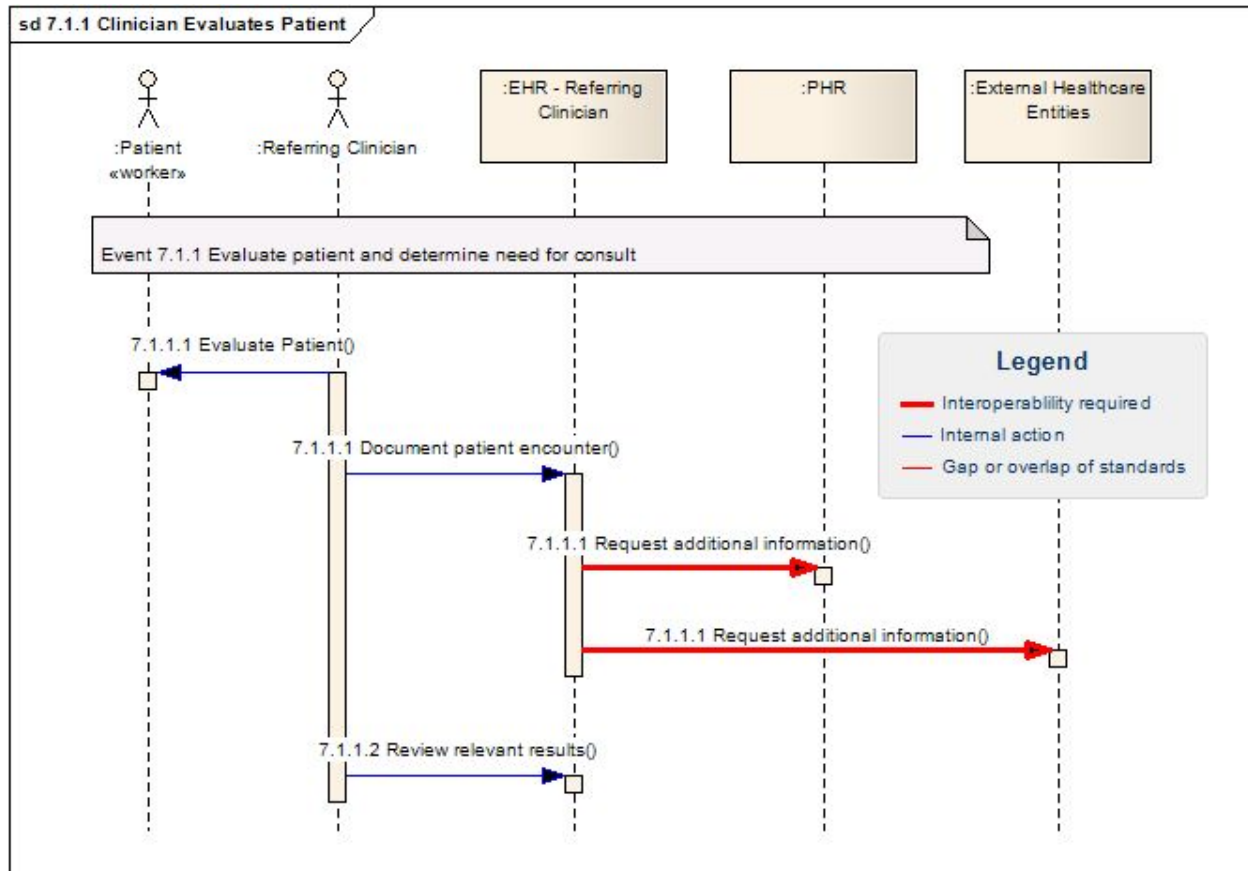 sd 7.1.1 Clinician Evaluates Patient
:Patient
«worker»
:Referring Clinician
:EHR - Referring
Clinician
:PHR
:External Healthcare
Entities
Event 7.1.1 Evaluate patient and determine need for consult
7.1.1.1 Evaluate Patient()
Legend
Interoperablility required
Internal action
Gap or overlap of standards
7.1.1.1 Document patient encounter()
7.1.1.1 Request additional information()
7.1.1.1 Request additional information()
7.1.1.2 Review relevant results()